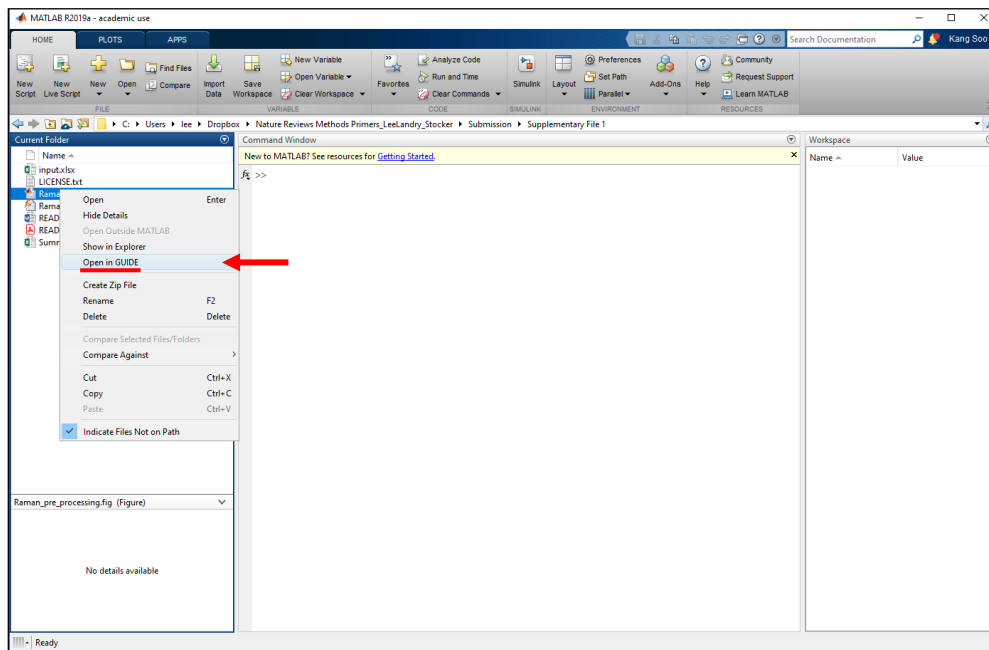 MATLAB R2019a - academic use
HOME PLOTS APPS
Search Documentation
Kang Soo
New Script
New Live Script
New
Open
Find Files
Compare
Import Data
Save Workspace
New Variable
Open Variable
Clear Workspace
Favorites
Analyze Code
Run and Time
Clear Commands
Simulink
Layout
Preferences
Set Path
Parallel
Add-Ons
Help
Community
Request Support
Learn MATLAB
FILE VARIABLE CODE SIMULINK ENVIRONMENT RESOURCES
C: Users lee Dropbox Nature Reviews Methods Primers_LeeLandry_Stocker Submission Supplementary File 1
Current Folder
Name
input.xlsx
LICENSE.txt
Rama
Rama
READ
READ
Summ
Open Enter
Hide Details
Open Outside MATLAB
Show in Explorer
Open in GUIDE
Create Zip File
Rename F2
Delete Delete
Compare Selected Files/Folders
Compare Against
Cut Ctrl+X
Copy Ctrl+C
Paste Ctrl+V
Indicate Files Not on Path
Raman_pre_processing.fig (Figure)
No details available
Command Window
New to MATLAB? See resources for Getting Started.
fx >>
Workspace
Name Value
Ready